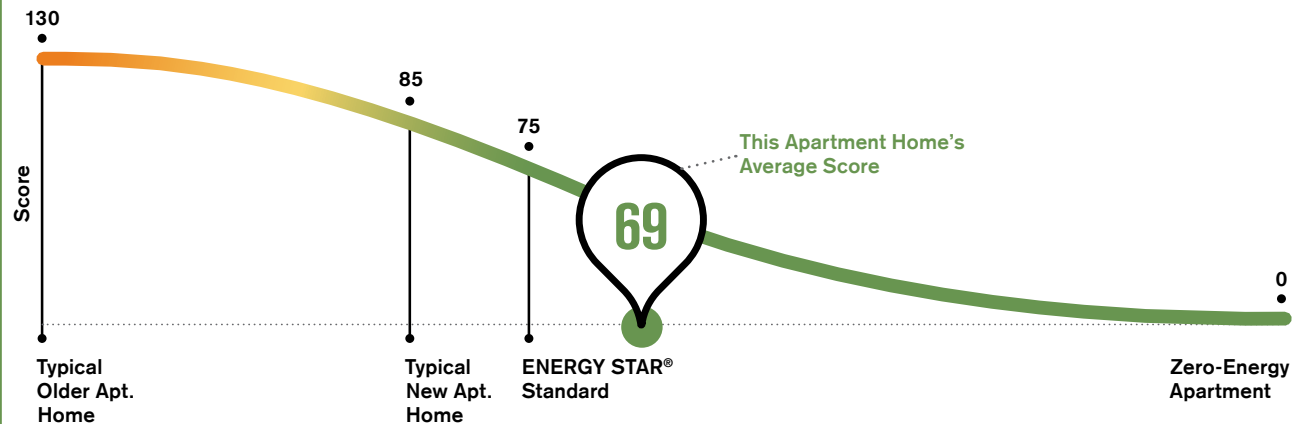 130
85
75
This Apartment Home's
Average Score
69
0
Score
Typical
Older Apt.
Home
Typical
New Apt.
Home
ENERGY STAR®
Standard
Zero-Energy
Apartment